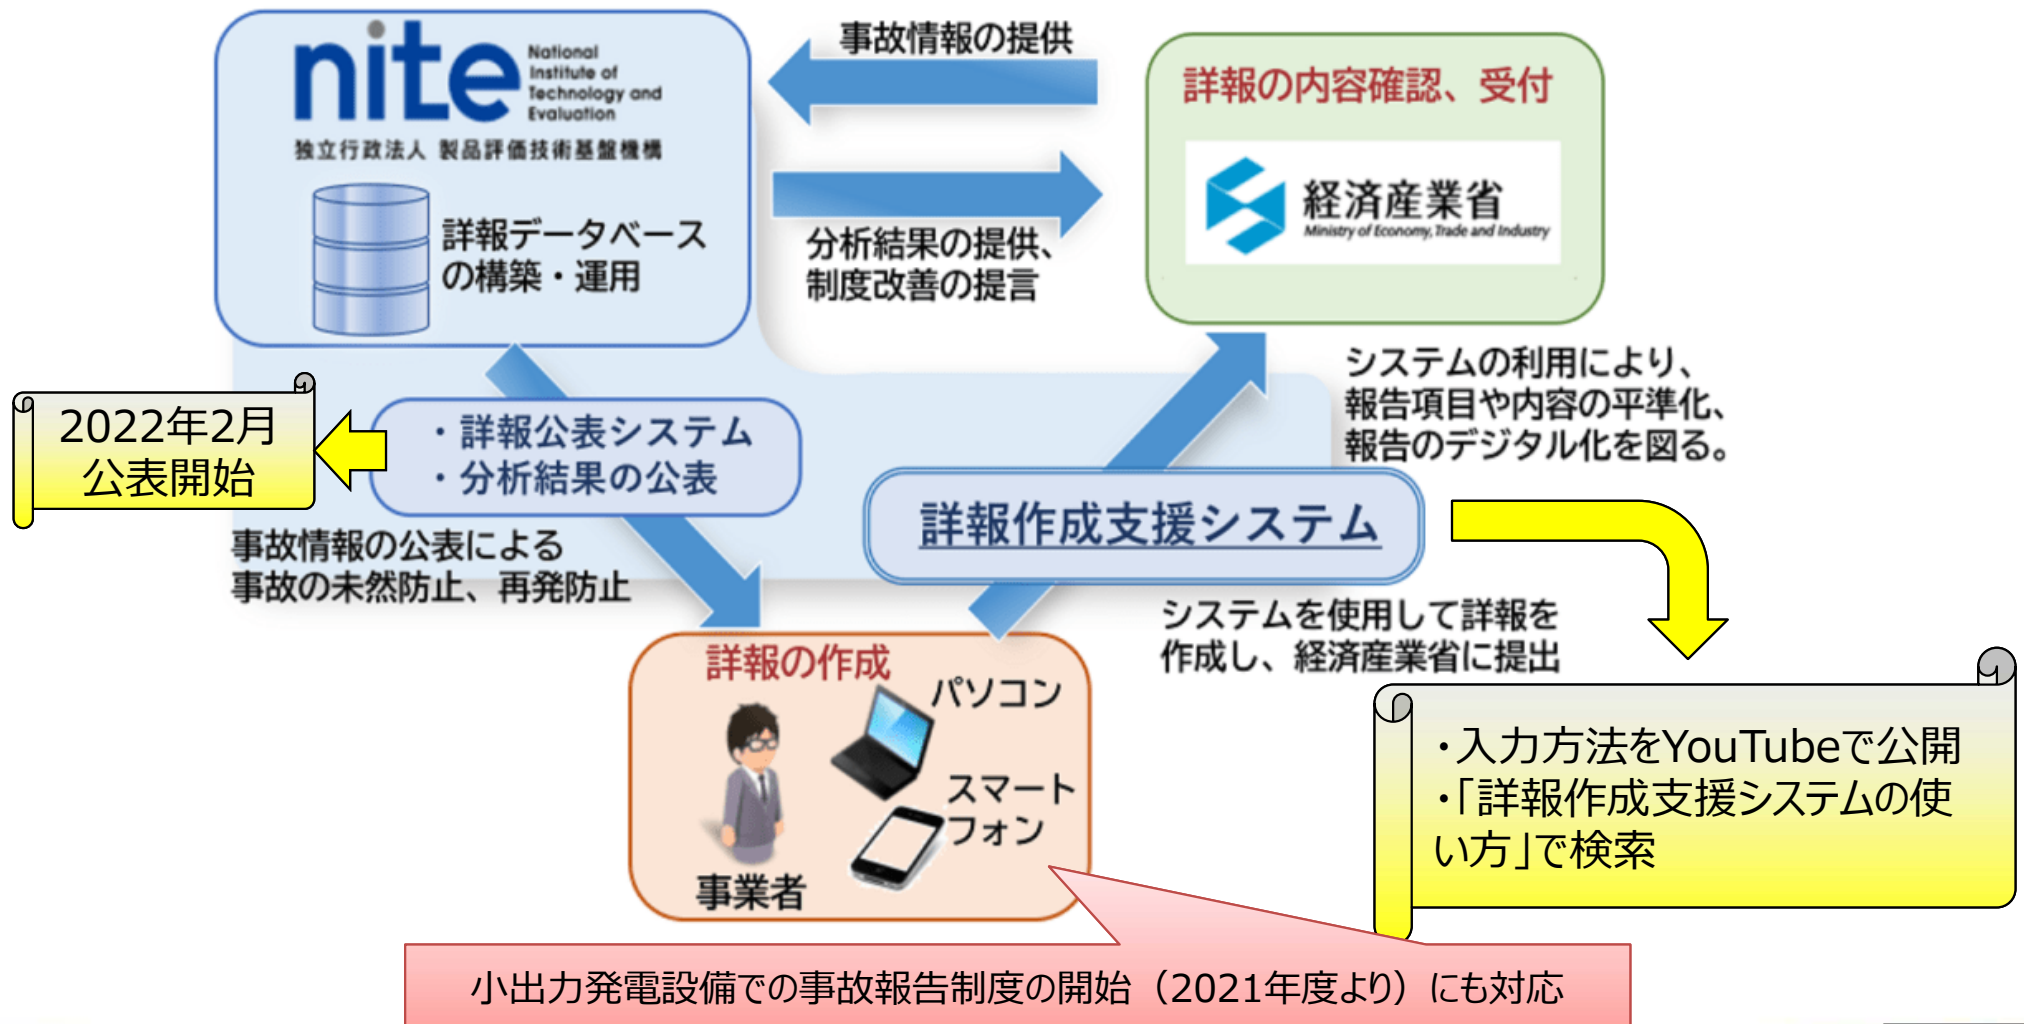 nite
National
Institute of
Technology and
Evaluation
独立行政法人 製品評価技術基盤機構
詳報データベース
の構築・運用
事故情報の提供
分析結果の提供、
制度改善の提言
詳報の内容確認、受付
経済産業省
Ministry of Economy, Trade and Industry
システムの利用により、
報告項目や内容の平準化、
報告のデジタル化を図る。
2022年2月
公表開始
・詳報公表システム
・分析結果の公表
詳報作成支援システム
事故情報の公表による
事故の未然防止、再発防止
システムを使用して詳報を
作成し、経済産業省に提出
詳報の作成
パソコン
スマート
フォン
事業者
・入力方法をYouTubeで公開
・「詳報作成支援システムの使
い方」で検索
小出力発電設備での事故報告制度の開始（2021年度より）にも対応